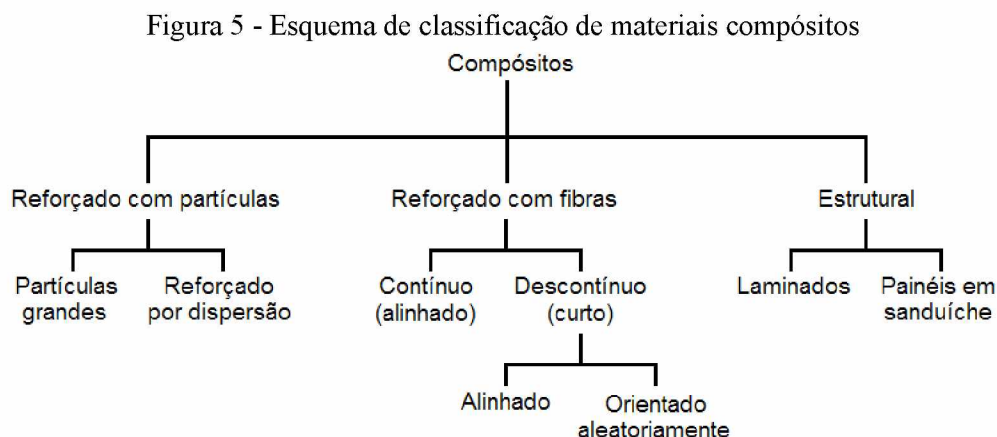 Figura 5 - Esquema de classificação de materiais compósitos
Compósitos
Reforçado com partículas
Reforçado com fibras
Estrutural
Partículas
grandes
Reforçado
por dispersão
Contínuo
(alinhado)
Descontínuo
(curto)
Laminados
Painéis em
sanduíche
Alinhado
Orientado
aleatoriamente